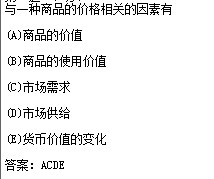 与一种商品的价格相关的因素有
(A)商品的价值
(B)商品的使用价值
(C)市场需求
(D)市场供给
(E)货币价值的变化
答案：ACDE